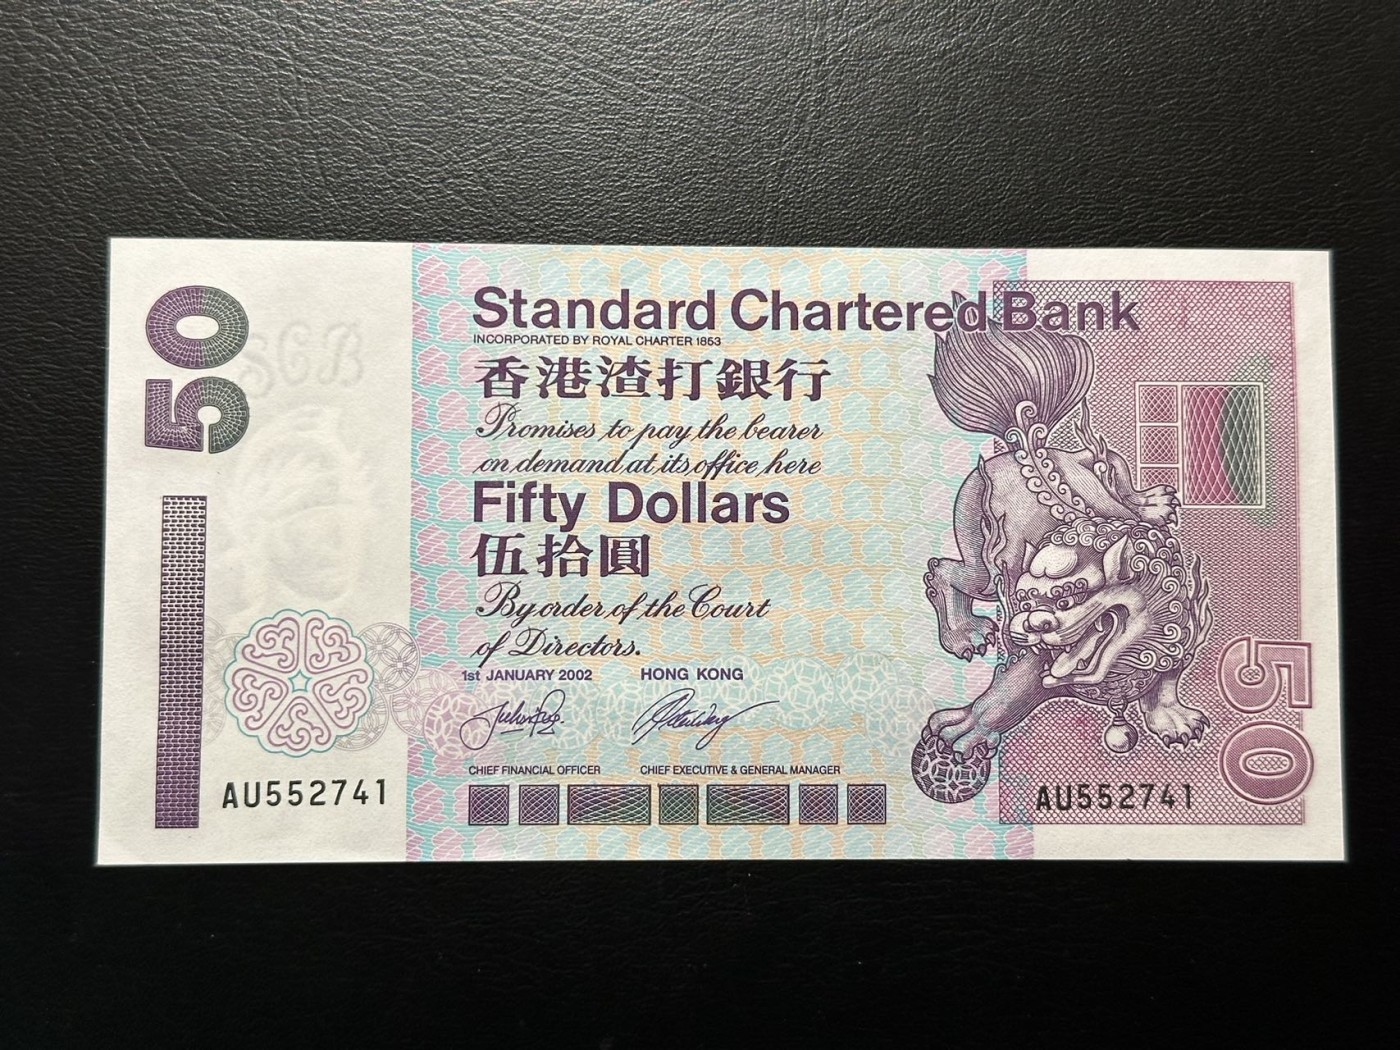 50
SCB
Standard Chartered Bank
INCORPORATED BY ROYAL CHARTER 1853
香港渣打銀行
Promises to pay the bearer
on demand at its office here
Fifty Dollars
伍拾圓
By order of the Court
of Directors.
1st JANUARY 2002 HONG KONG
CHIEF FINANCIAL OFFICER CHIEF EXECUTIVE & GENERAL MANAGER
AU552741
AU552741
50